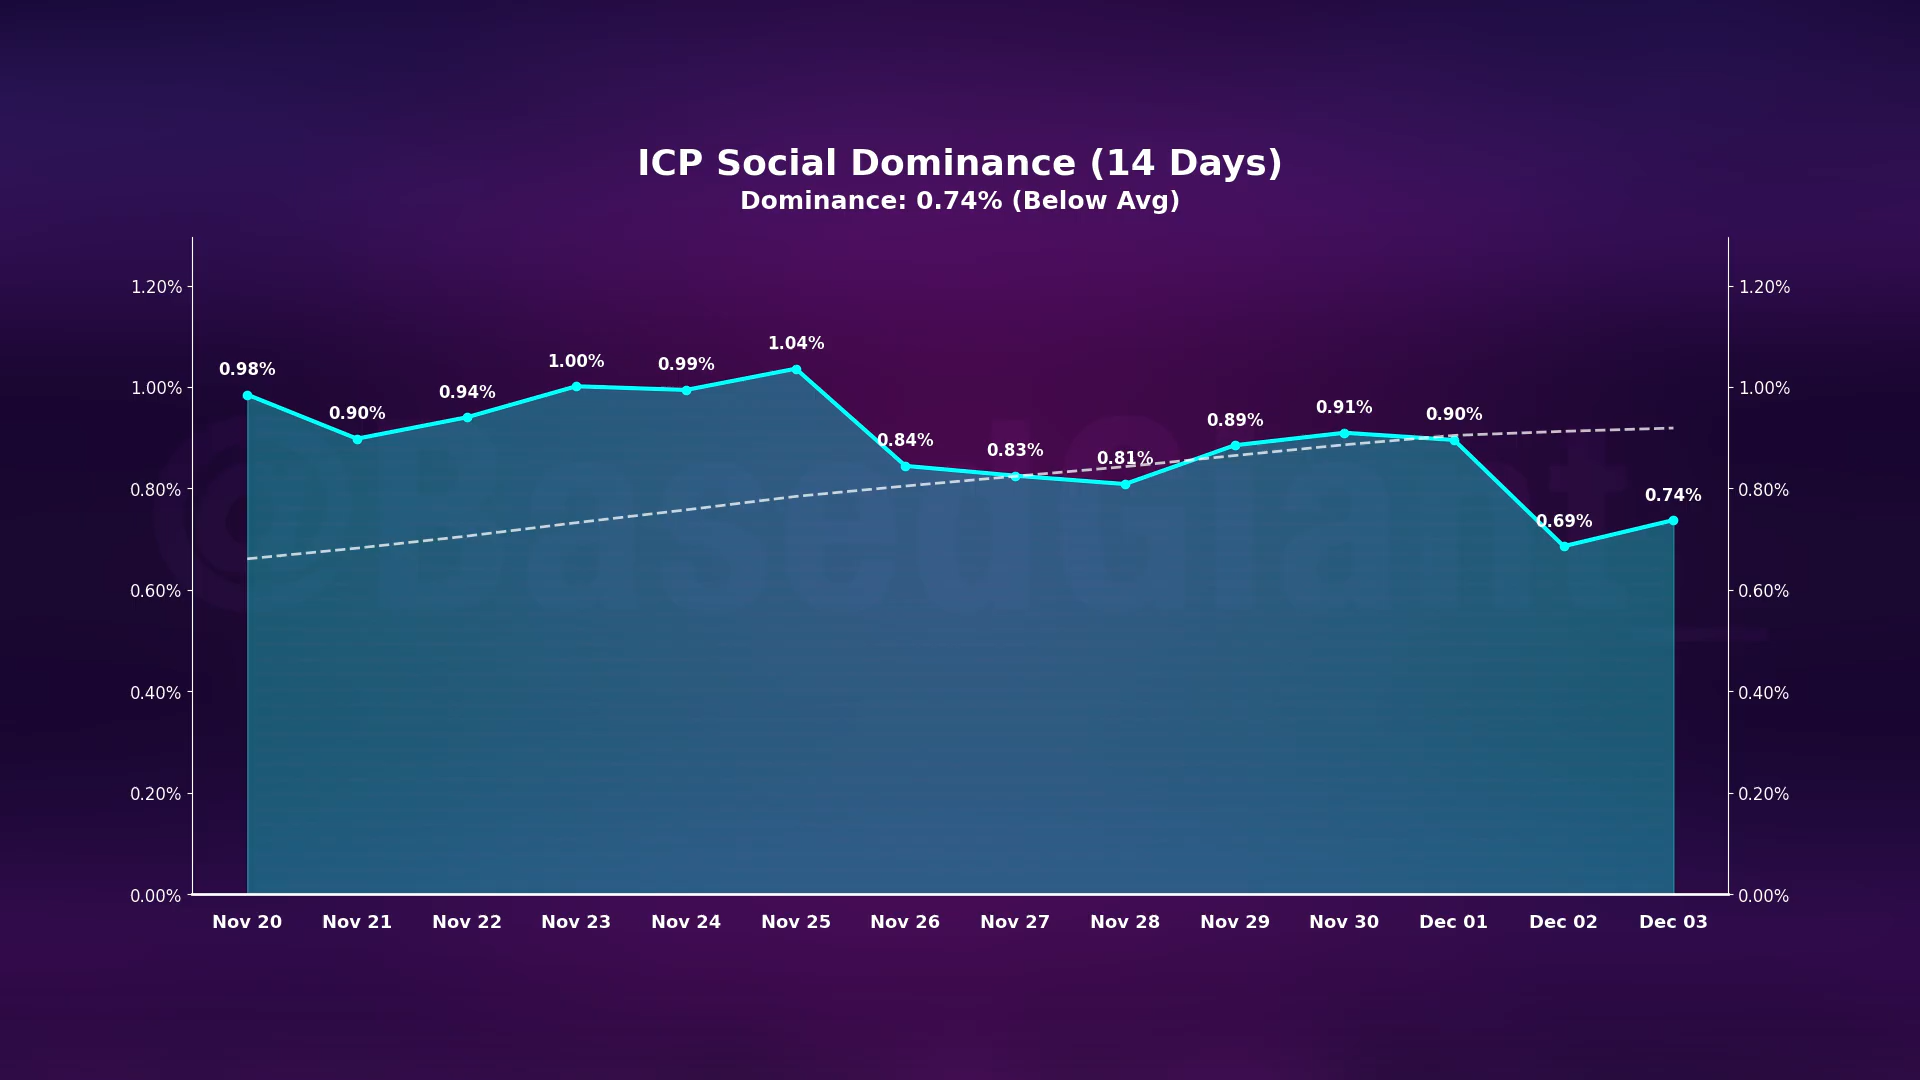 ICP Social Dominance (14 Days)
Dominance: 0.74% (Below Avg)
1.20%
1.00%
0.80%
0.60%
0.40%
0.20%
0.00%
1.20%
1.00%
0.80%
0.60%
0.40%
0.20%
0.00%
0.98%
0.90%
0.94%
1.00%
0.99%
1.04%
0.84%
0.83%
0.81%
0.89%
0.91%
0.90%
0.69%
0.74%
@BasedGiant_
Nov 20
Nov 21
Nov 22
Nov 23
Nov 24
Nov 25
Nov 26
Nov 27
Nov 28
Nov 29
Nov 30
Dec 01
Dec 02
Dec 03